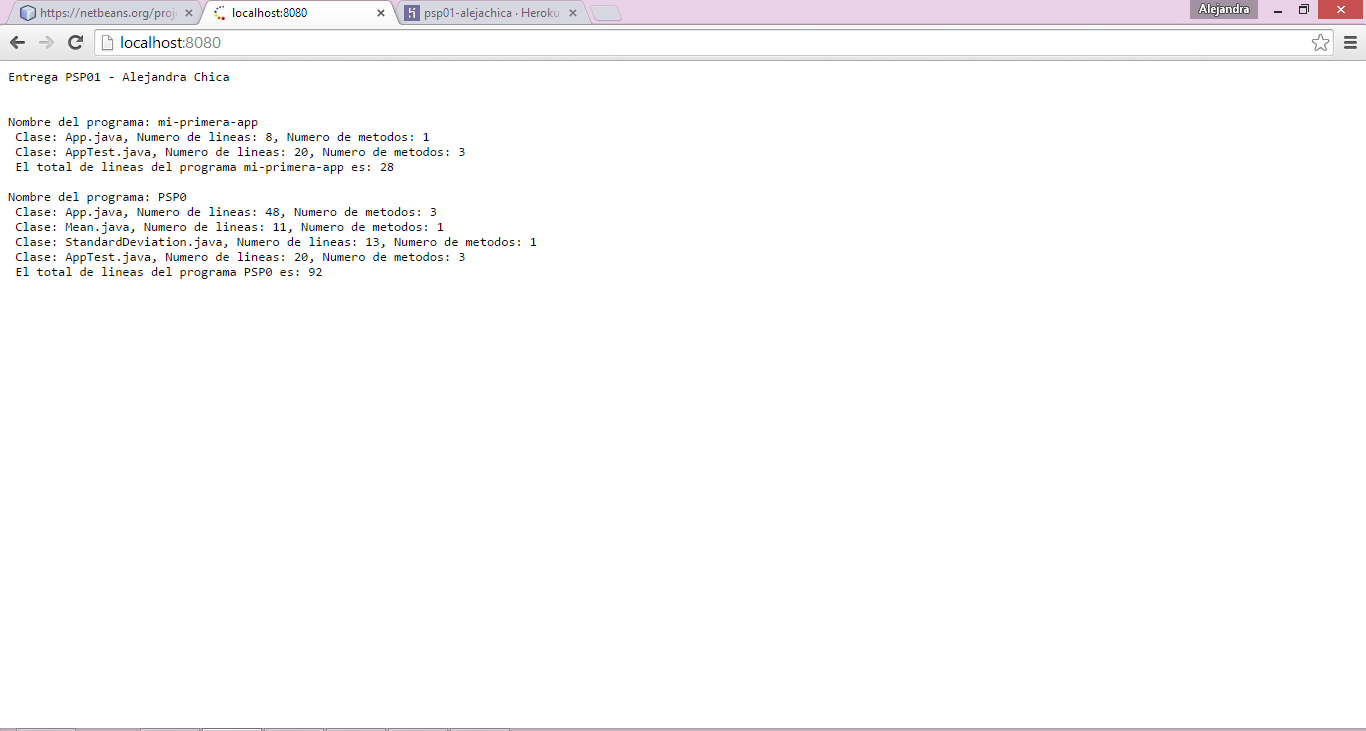 https://netbeans.org/proj
localhost:8080
psp01-alejachica · Heroku
Alejandra
localhost:8080
Entrega PSP01 - Alejandra Chica
Nombre del programa: mi-primera-app
Clase: App.java, Numero de lineas: 8, Numero de metodos: 1
Clase: AppTest.java, Numero de lineas: 20, Numero de metodos: 3
El total de lineas del programa mi-primera-app es: 28
Nombre del programa: PSP0
Clase: App.java, Numero de lineas: 48, Numero de metodos: 3
Clase: Mean.java, Numero de lineas: 11, Numero de metodos: 1
Clase: StandardDeviation.java, Numero de lineas: 13, Numero de metodos: 1
Clase: AppTest.java, Numero de lineas: 20, Numero de metodos: 3
El total de lineas del programa PSP0 es: 92